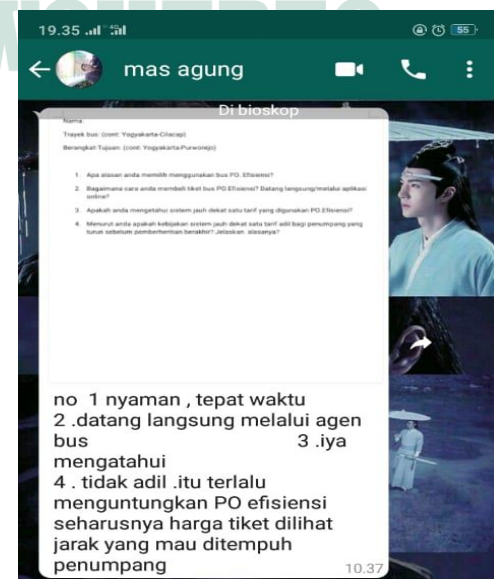 19.35
55
mas agung
Di bioskop
Nama
Trayek bus: (cont: Yogyakarta-Cilacap)
Berangkat Tujuan: (cont: Yogyakarta-Purworejo)
1. Apa alasan anda memilih menggunakan bus PO. Efisiensi?
2. Bagaimana cara anda membeli tiket bus PO.Efisiensi? Datang langsung/melalui aplikasi
online?
3. Apakah anda mengetahui sistem jauh dekat satu tarif yang digunakan PO.Efisiensi?
4. Menurut anda apakah kebijakan sistem jauh dekat satu tarif adil bagi penumpang yang
turun sebelum pemberhentian berakhir? Jelaskan alasanya?
no 1 nyaman , tepat waktu
2 .datang langsung melalui agen
bus 3 .iya
mengatahui
4 . tidak adil .itu terlalu
menguntungkan PO efisiensi
seharusnya harga tiket dilihat
jarak yang mau ditempuh
penumpang
10.37